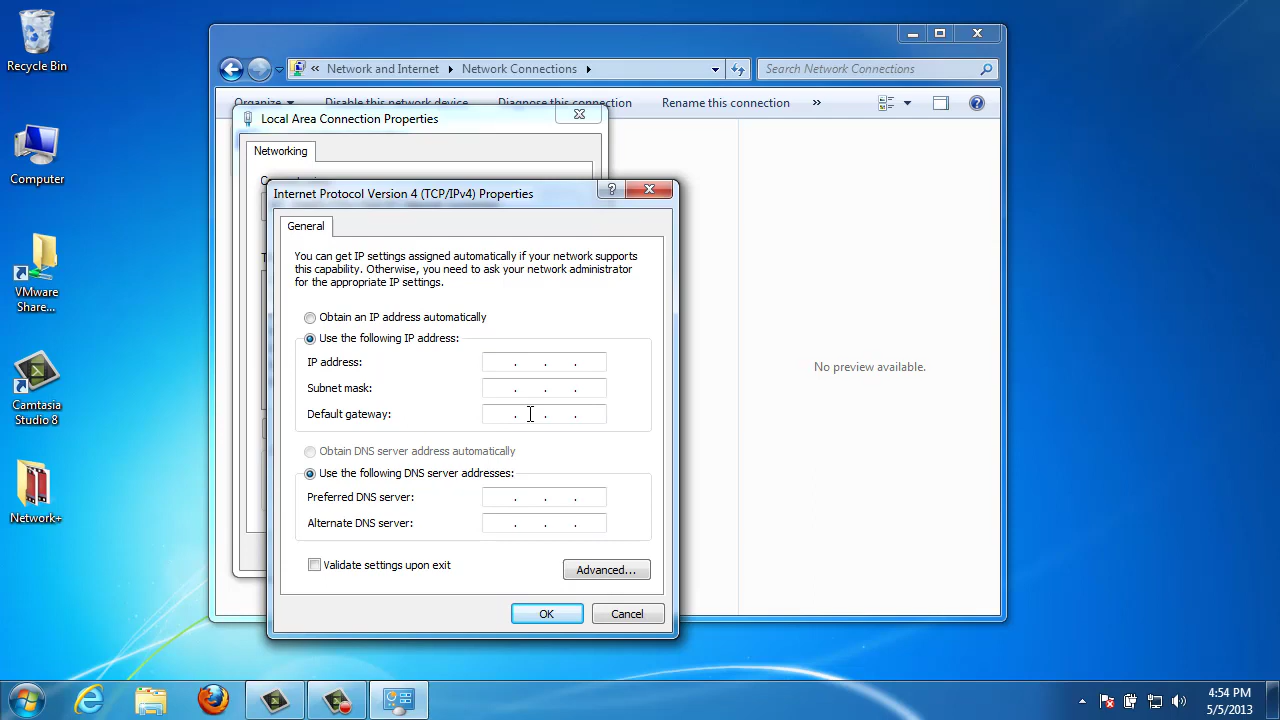 Recycle Bin
Computer
VMware
Share...
Camtasia
Studio 8
Network+
« Network and Internet Network Connections
Search Network Connections
Organize Disable this network device Diagnose this connection Rename this connection »
Local Area Connection Properties
Networking
Internet Protocol Version 4 (TCP/IPv4) Properties
General
You can get IP settings assigned automatically if your network supports
this capability. Otherwise, you need to ask your network administrator
for the appropriate IP settings.
Obtain an IP address automatically
Use the following IP address:
IP address: . . .
Subnet mask: . . .
Default gateway: . . .
Obtain DNS server address automatically
Use the following DNS server addresses:
Preferred DNS server: . . .
Alternate DNS server: . . .
Validate settings upon exit
Advanced...
OK Cancel
No preview available.
4:54 PM
5/5/2013